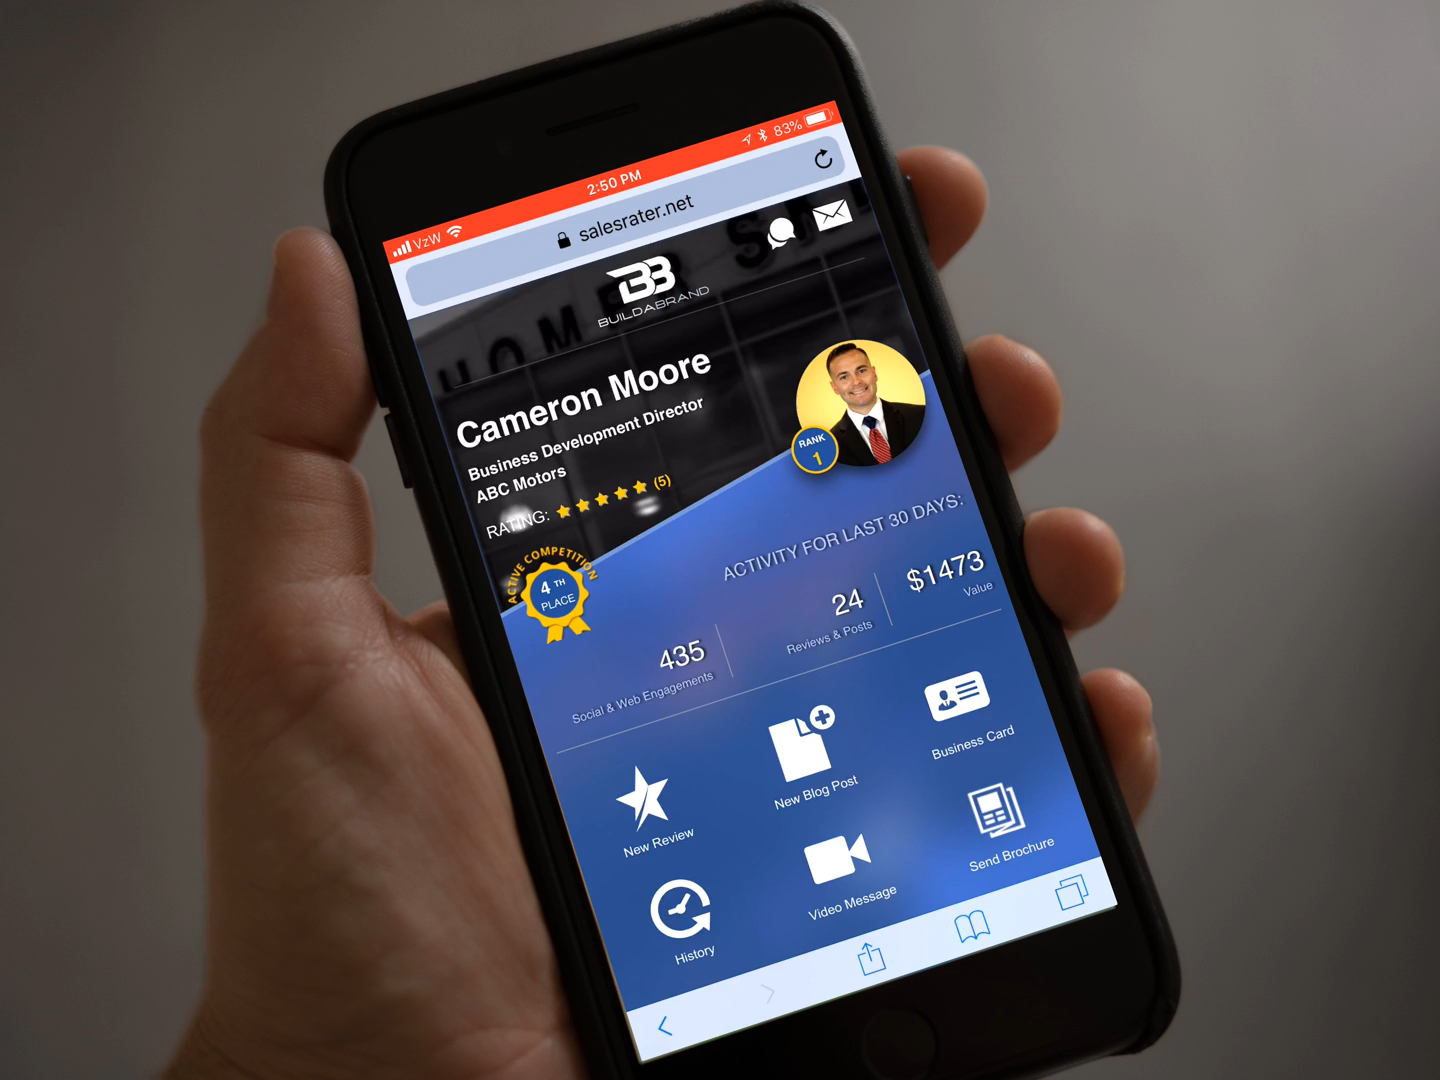 VzW
2:50 PM
83%
salesrater.net
BUILDABRAND
Cameron Moore
Business Development Director
ABC Motors
RATING: (5)
RANK
1
ACTIVE COMPETITION
4 TH
PLACE
ACTIVITY FOR LAST 30 DAYS:
435
Social & Web Engagements
24
Reviews & Posts
$1473
Value
New Review
New Blog Post
Business Card
History
Video Message
Send Brochure